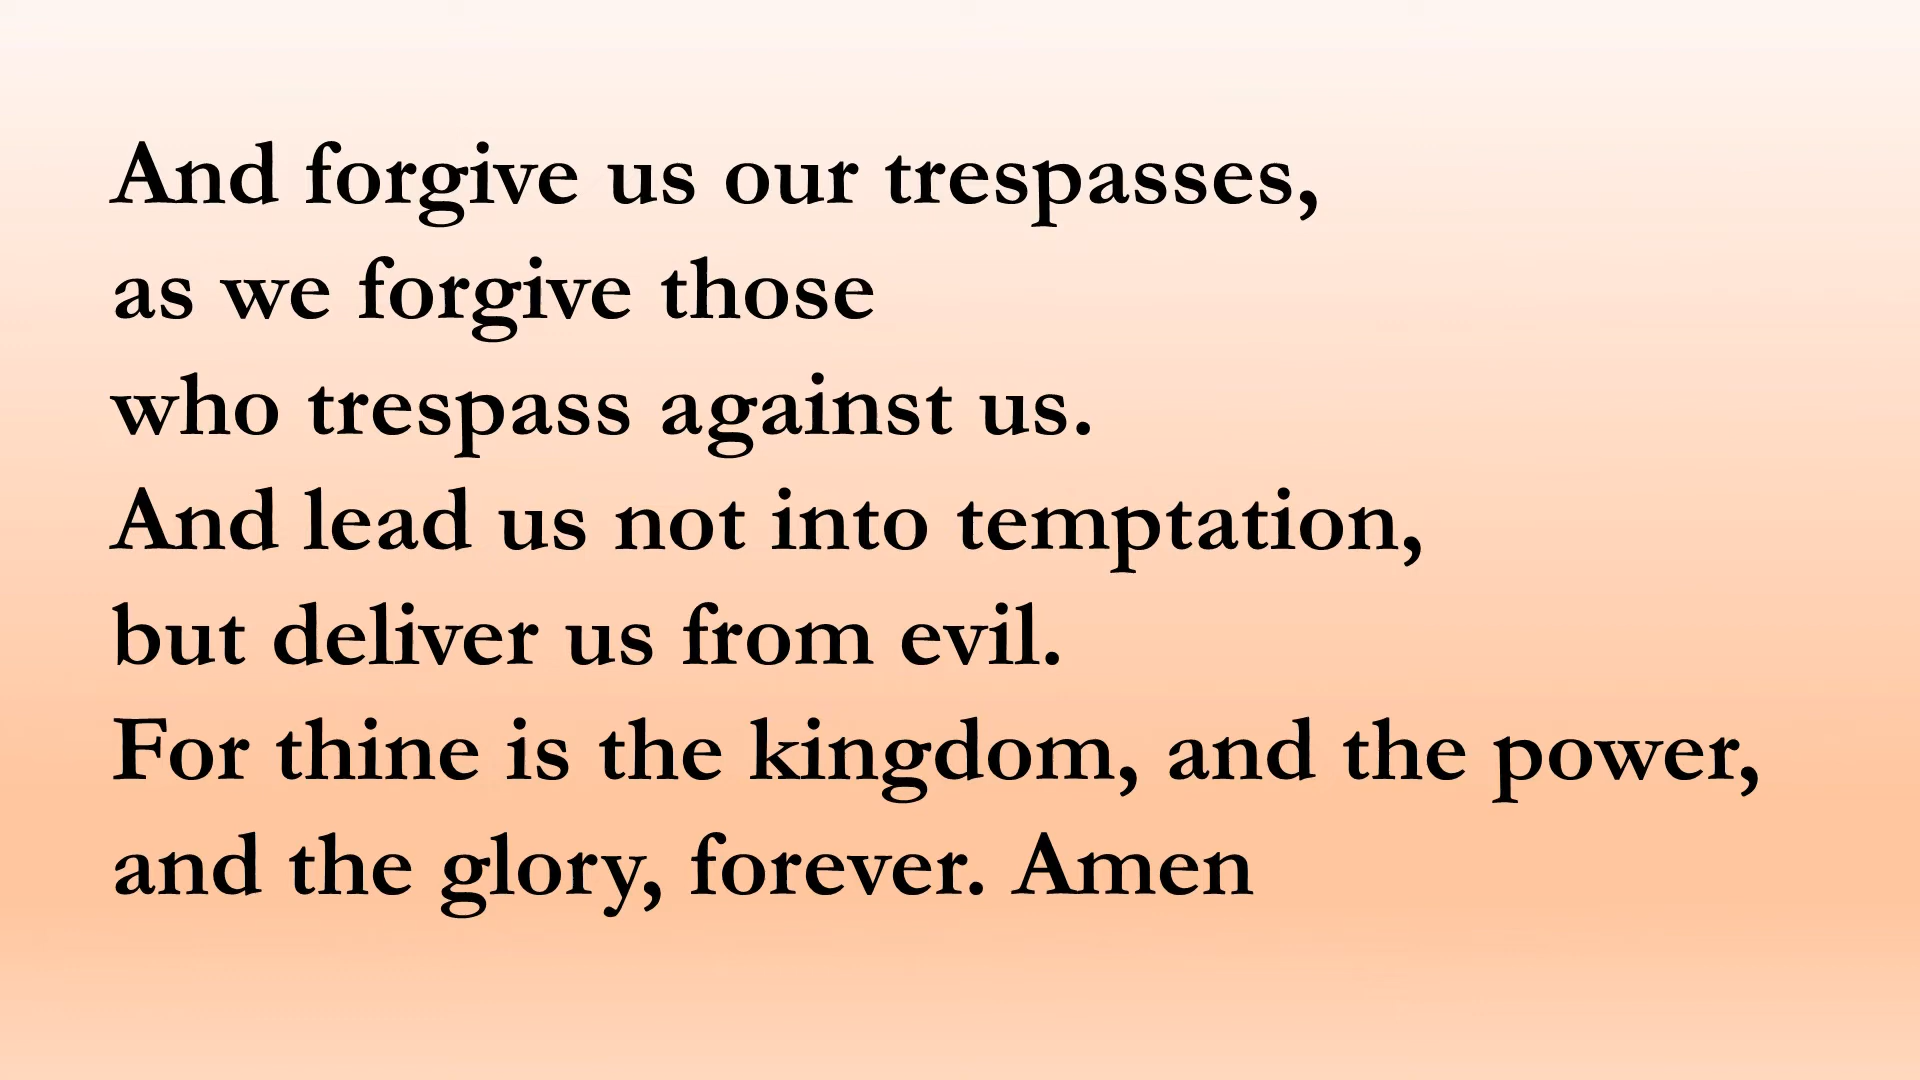 And forgive us our trespasses,
as we forgive those
who trespass against us.
And lead us not into temptation,
but deliver us from evil.
For thine is the kingdom, and the power,
and the glory, forever. Amen